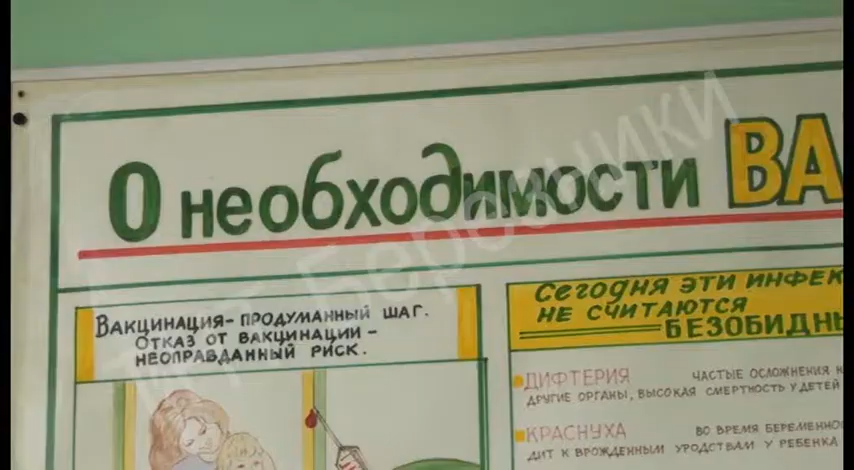 О необходимости ВА
Вакцинация - продуманный шаг.
Отказ от вакцинации -
неоправданный риск.
Сегодня эти инфек
не считаются
безобидны
ДИФТЕРИЯ частые осложнения н
другие органы, высокая смертность у детей
КРАСНУХА во время беременно
дит к врожденным уродствам у ребенка
Березники